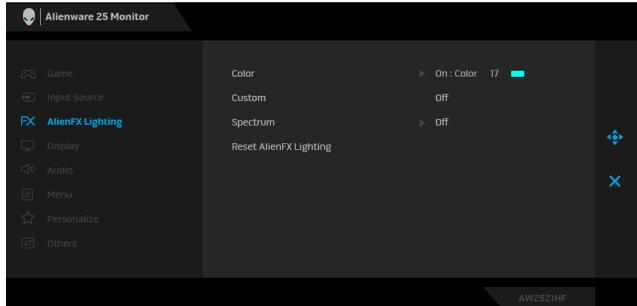 Alienware 25 Monitor
Game
Input Source
FX AlienFX Lighting
Display
Audio
Menu
Personalize
Others
Color On : Color 17
Custom Off
Spectrum Off
Reset AlienFX Lighting
AW2521HF